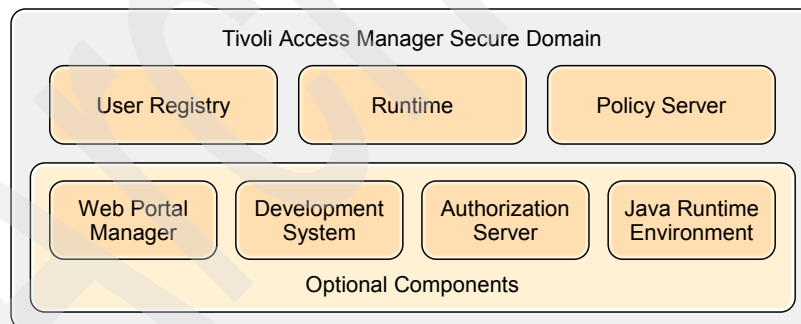 Tivoli Access Manager Secure Domain
User Registry
Runtime
Policy Server
Web Portal
Manager
Development
System
Authorization
Server
Java Runtime
Environment
Optional Components